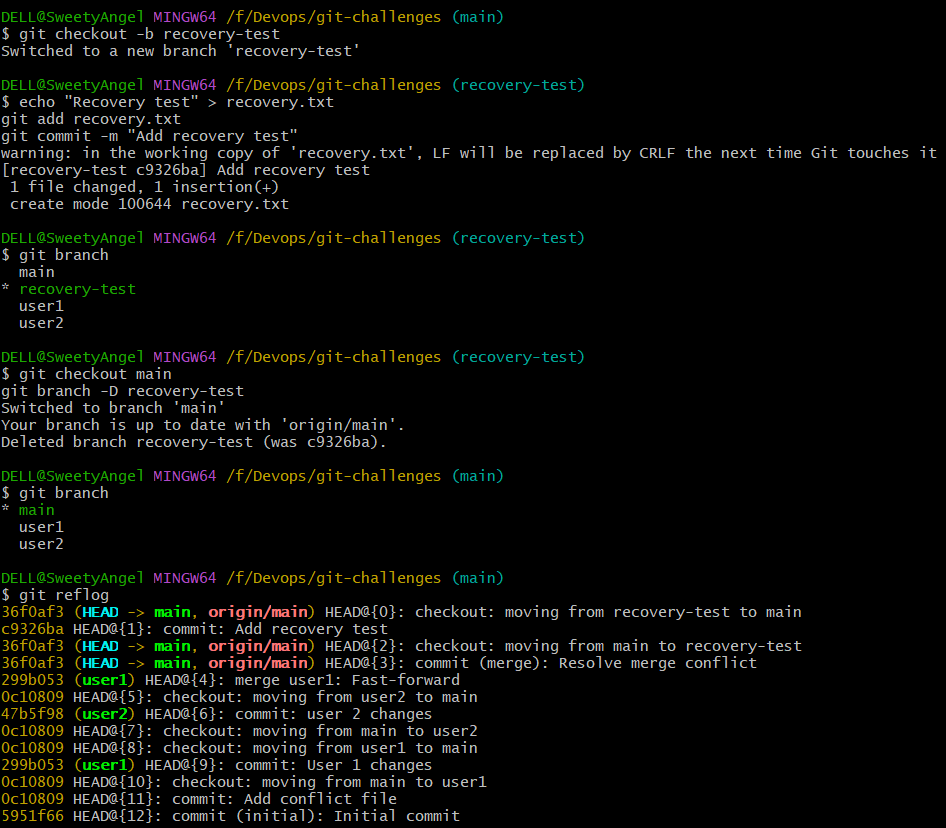 DELL@SweetyAngel MINGW64 /f/Devops/git-challenges (main)
$ git checkout -b recovery-test
Switched to a new branch 'recovery-test'
DELL@SweetyAngel MINGW64 /f/Devops/git-challenges (recovery-test)
$ echo "Recovery test" > recovery.txt
git add recovery.txt
git commit -m "Add recovery test"
warning: in the working copy of 'recovery.txt', LF will be replaced by CRLF the next time Git touches it
[recovery-test c9326ba] Add recovery test
 1 file changed, 1 insertion(+)
 create mode 100644 recovery.txt
DELL@SweetyAngel MINGW64 /f/Devops/git-challenges (recovery-test)
$ git branch
  main
* recovery-test
  user1
  user2
DELL@SweetyAngel MINGW64 /f/Devops/git-challenges (recovery-test)
$ git checkout main
git branch -D recovery-test
Switched to branch 'main'
Your branch is up to date with 'origin/main'.
Deleted branch recovery-test (was c9326ba).
DELL@SweetyAngel MINGW64 /f/Devops/git-challenges (main)
$ git branch
* main
  user1
  user2
DELL@SweetyAngel MINGW64 /f/Devops/git-challenges (main)
$ git reflog
36f0af3 (HEAD -> main, origin/main) HEAD@{0}: checkout: moving from recovery-test to main
c9326ba HEAD@{1}: commit: Add recovery test
36f0af3 (HEAD -> main, origin/main) HEAD@{2}: checkout: moving from main to recovery-test
36f0af3 (HEAD -> main, origin/main) HEAD@{3}: commit (merge): Resolve merge conflict
299b053 (user1) HEAD@{4}: merge user1: Fast-forward
0c10809 HEAD@{5}: checkout: moving from user2 to main
47b5f98 (user2) HEAD@{6}: commit: user 2 changes
0c10809 HEAD@{7}: checkout: moving from main to user2
0c10809 HEAD@{8}: checkout: moving from user1 to main
299b053 (user1) HEAD@{9}: commit: User 1 changes
0c10809 HEAD@{10}: checkout: moving from main to user1
0c10809 HEAD@{11}: commit: Add conflict file
5951f66 HEAD@{12}: commit (initial): Initial commit